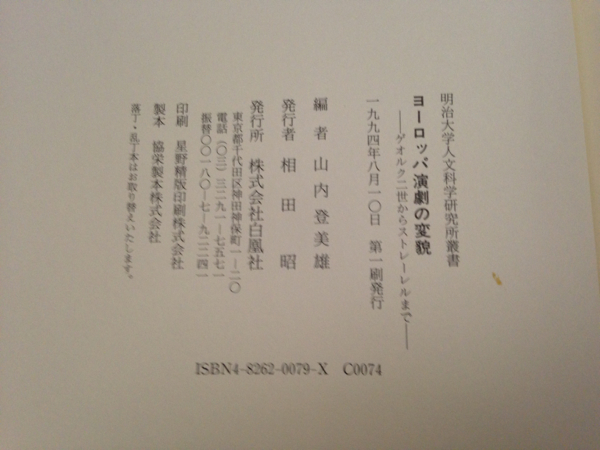 明治大学人文科学研究所叢書
ヨーロッパ演劇の変貌
――ゲオルク二世からストレーレルまで――
一九九四年八月一〇日　第一刷発行
編者　山内登美雄
発行者　相田　昭
発行所　株式会社白凰社
東京都千代田区神田神保町一−二〇
電話（〇三）三二九一−七五七一
振替〇〇一八〇−七−九二二四一
印刷　星野精版印刷株式会社
製本　協栄製本株式会社
落丁・乱丁本はお取り替えいたします。
ISBN4-8262-0079-X　C0074